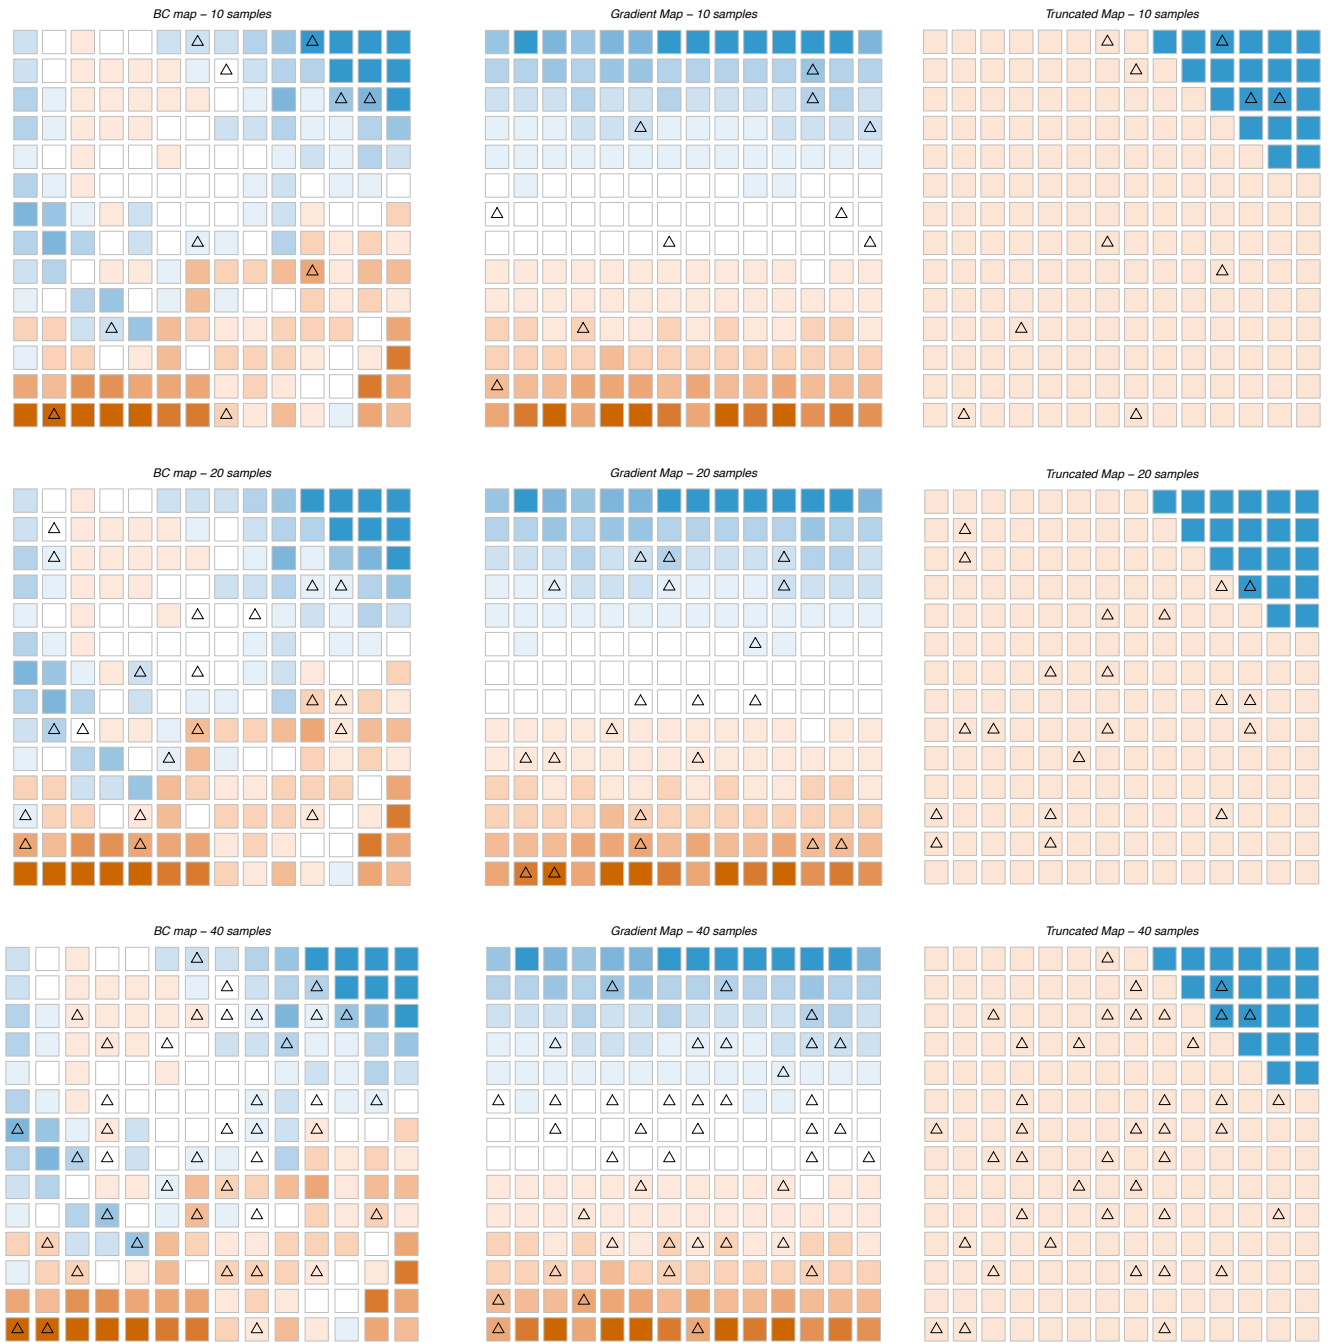 BC map – 10 samples
Gradient Map – 10 samples
Truncated Map – 10 samples
BC map – 20 samples
Gradient Map – 20 samples
Truncated Map – 20 samples
BC map – 40 samples
Gradient Map – 40 samples
Truncated Map – 40 samples